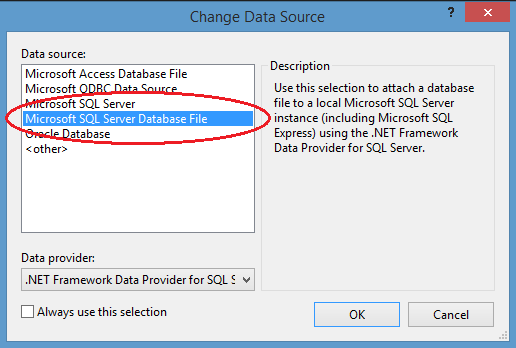 Change Data Source
?
Data source:
Microsoft Access Database File
Microsoft ODBC Data Source
Microsoft SQL Server
Microsoft SQL Server Database File
Oracle Database
<other>
Description
Use this selection to attach a database
file to a local Microsoft SQL Server
instance (including Microsoft SQL
Express) using the .NET Framework
Data Provider for SQL Server.
Data provider:
.NET Framework Data Provider for SQL S
Always use this selection
OK
Cancel